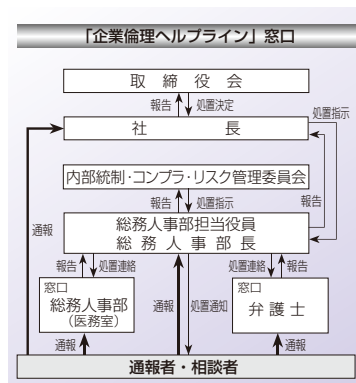 「企業倫理ヘルプライン」窓口
取締役会
報告
処置決定
処置指示
社長
内部統制・コンプラ・リスク管理委員会
報告
処置指示
報告
通報
総務人事部担当役員
総務人事部長
報告
処置連絡
処置連絡
報告
窓口
総務人事部
（医務室）
通報
処置通知
窓口
弁護士
通報
通報
通報者・相談者